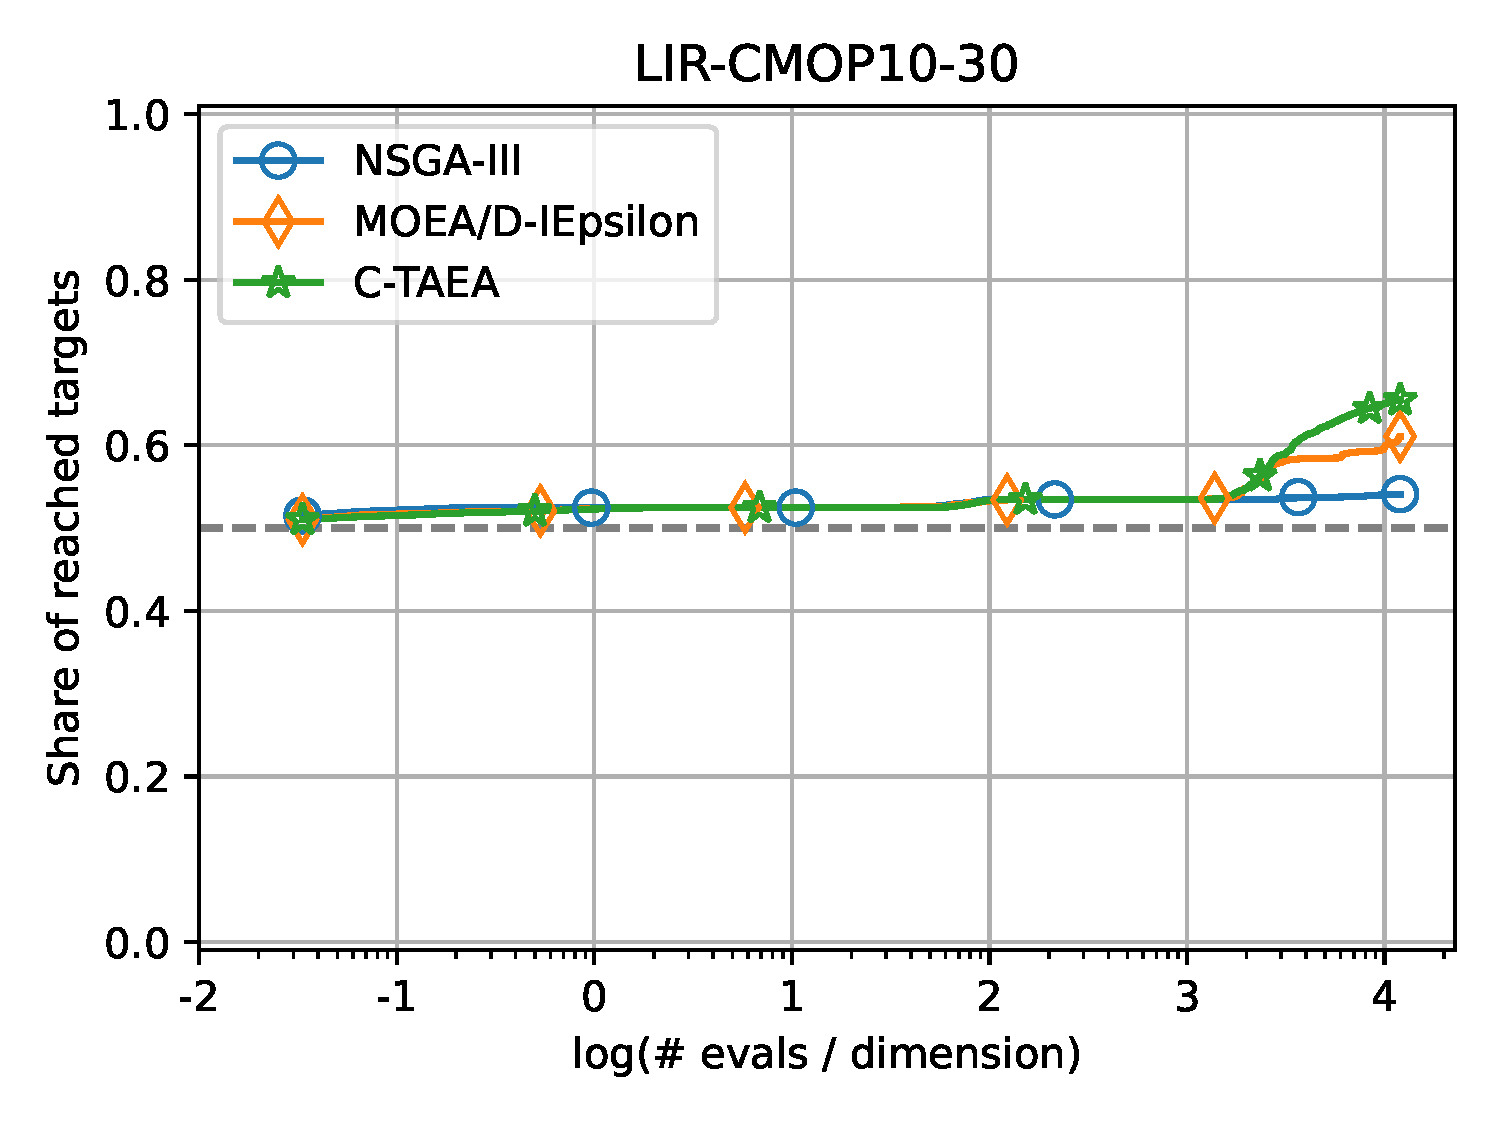 LIR-CMOP10-30
NSGA-III
MOEA/D-IEpsilon
C-TAEA
Share of reached targets
1.0
0.8
0.6
0.4
0.2
0.0
-2 -1 0 1 2 3 4
log(# evals / dimension)